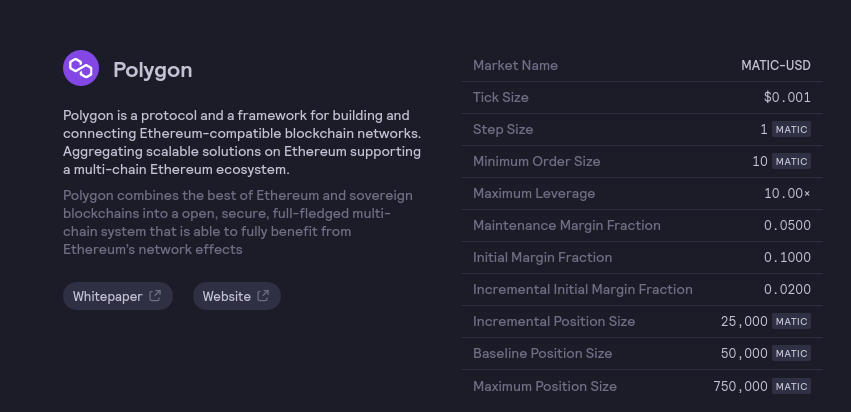 Polygon
Polygon is a protocol and a framework for building and
connecting Ethereum-compatible blockchain networks.
Aggregating scalable solutions on Ethereum supporting
a multi-chain Ethereum ecosystem.
Polygon combines the best of Ethereum and sovereign
blockchains into a open, secure, full-fledged multi-
chain system that is able to fully benefit from
Ethereum's network effects
Whitepaper Website
Market Name MATIC-USD
Tick Size $0.001
Step Size 1 MATIC
Minimum Order Size 10 MATIC
Maximum Leverage 10.00×
Maintenance Margin Fraction 0.0500
Initial Margin Fraction 0.1000
Incremental Initial Margin Fraction 0.0200
Incremental Position Size 25,000 MATIC
Baseline Position Size 50,000 MATIC
Maximum Position Size 750,000 MATIC